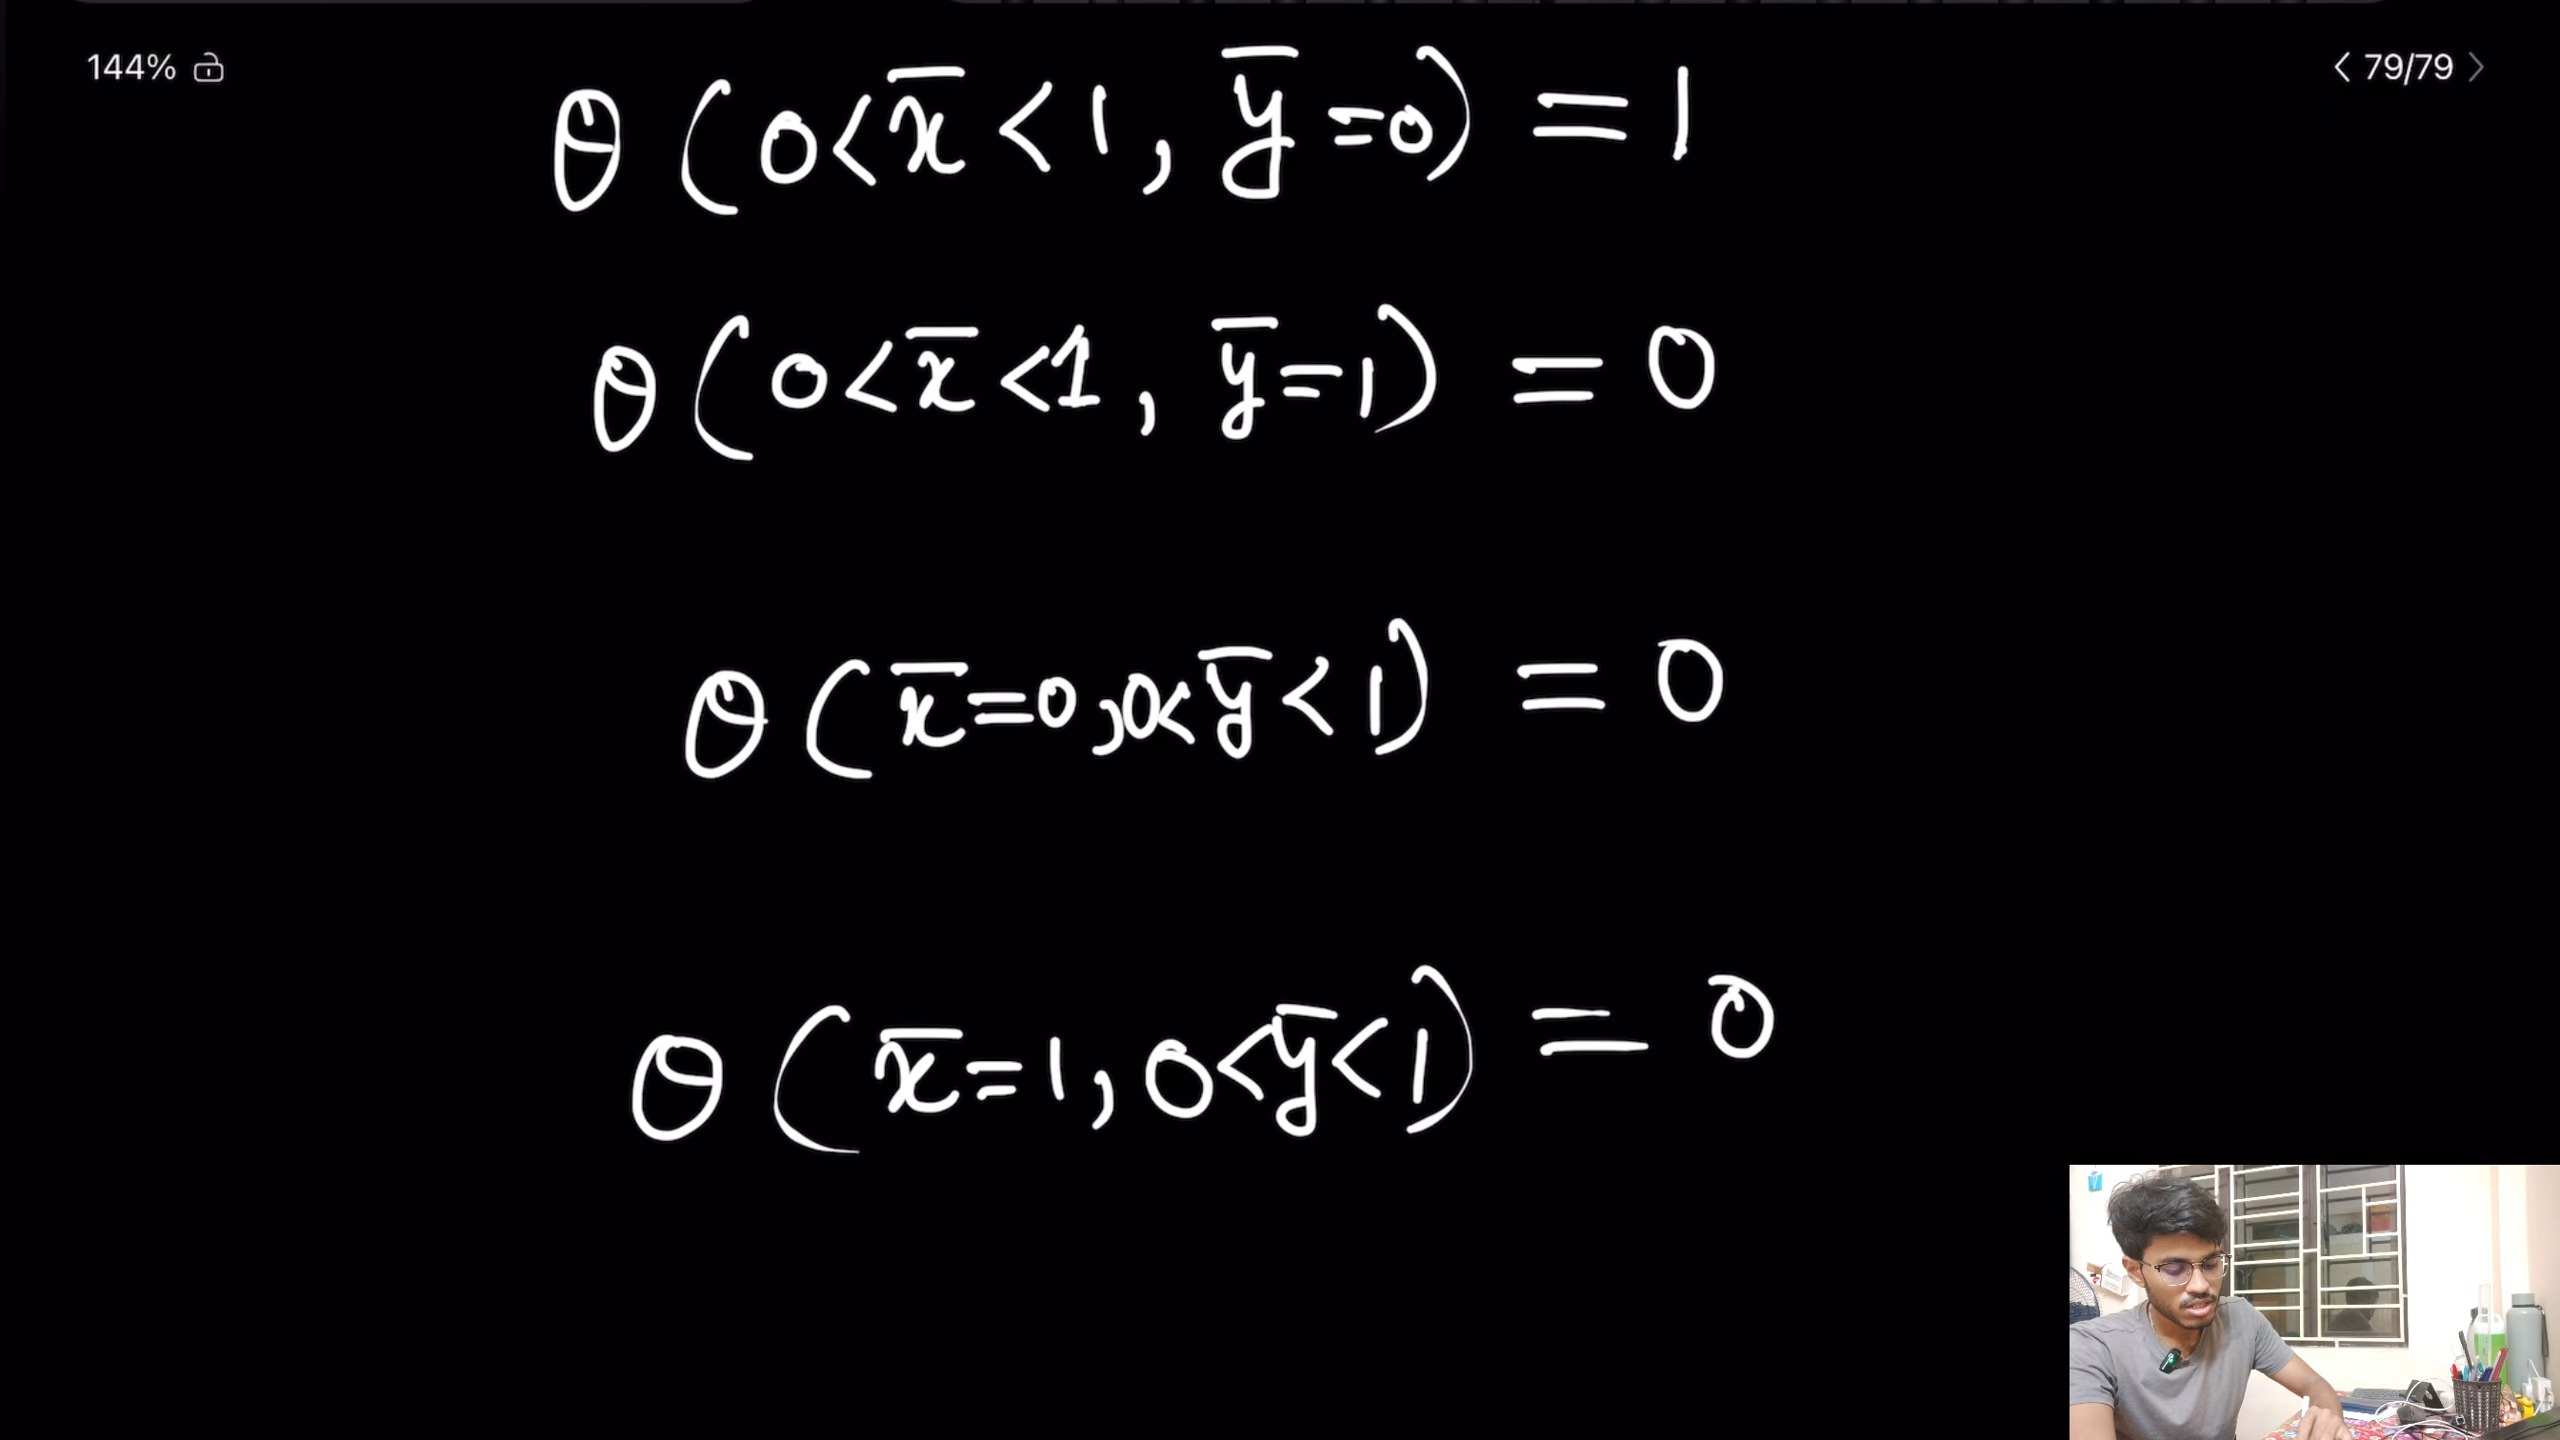 144% < 79/79 >
θ(0<x̅<1, y̅=0) = 1
θ(0<x̅<1, y̅=1) = 0
θ(x̅=0, 0<y̅<1) = 0
θ(x̅=1, 0<y̅<1) = 0